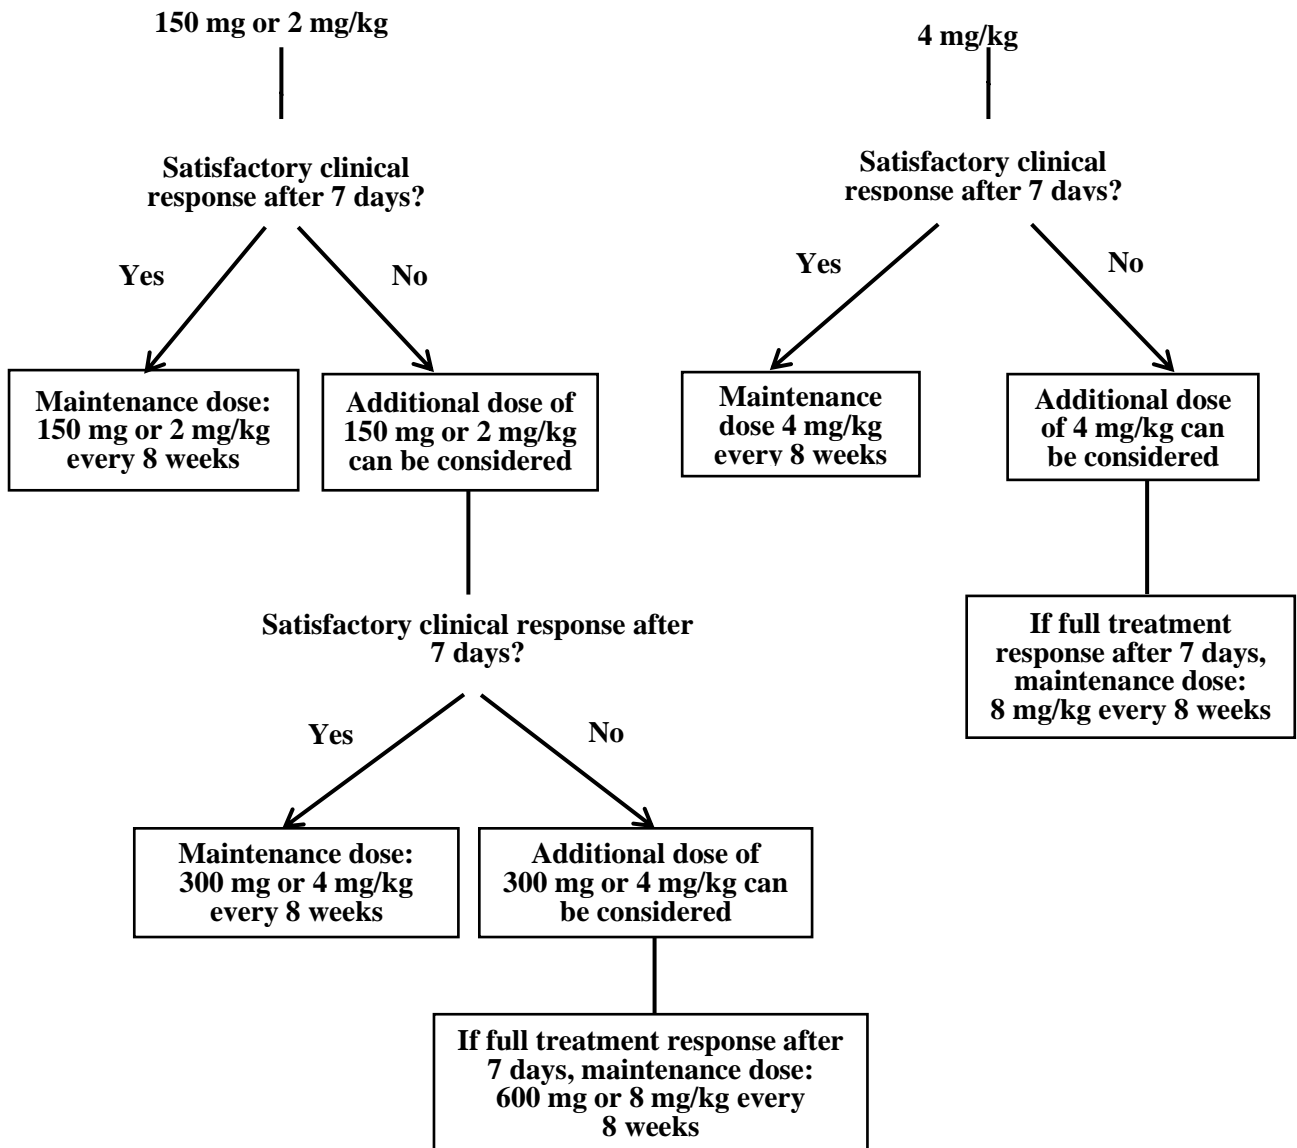 150 mg or 2 mg/kg
Satisfactory clinical
response after 7 days?
Yes
No
Maintenance dose:
150 mg or 2 mg/kg
every 8 weeks
Additional dose of
150 mg or 2 mg/kg
can be considered
Satisfactory clinical response after
7 days?
Yes
No
Maintenance dose:
300 mg or 4 mg/kg
every 8 weeks
Additional dose of
300 mg or 4 mg/kg can
be considered
If full treatment response after
7 days, maintenance dose:
600 mg or 8 mg/kg every
8 weeks
4 mg/kg
Satisfactory clinical
response after 7 days?
Yes
No
Maintenance
dose 4 mg/kg
every 8 weeks
Additional dose
of 4 mg/kg can
be considered
If full treatment
response after 7 days,
maintenance dose:
8 mg/kg every 8 weeks